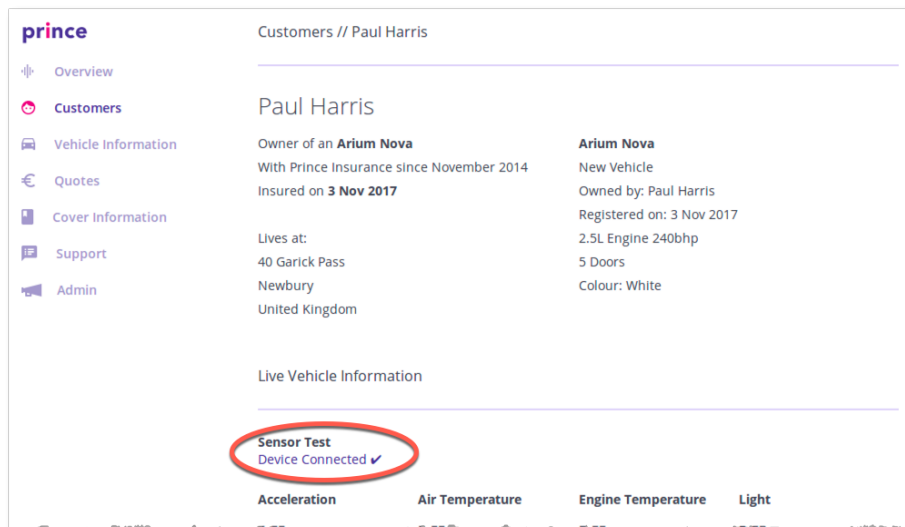 prince
Customers // Paul Harris
Overview
Customers
Vehicle Information
Quotes
Cover Information
Support
Admin
Paul Harris
Owner of an Arium Nova
With Prince Insurance since November 2014
Insured on 3 Nov 2017
Lives at:
40 Garick Pass
Newbury
United Kingdom
Arium Nova
New Vehicle
Owned by: Paul Harris
Registered on: 3 Nov 2017
2.5L Engine 240bhp
5 Doors
Colour: White
Live Vehicle Information
Sensor Test
Device Connected ✔
Acceleration Air Temperature Engine Temperature Light